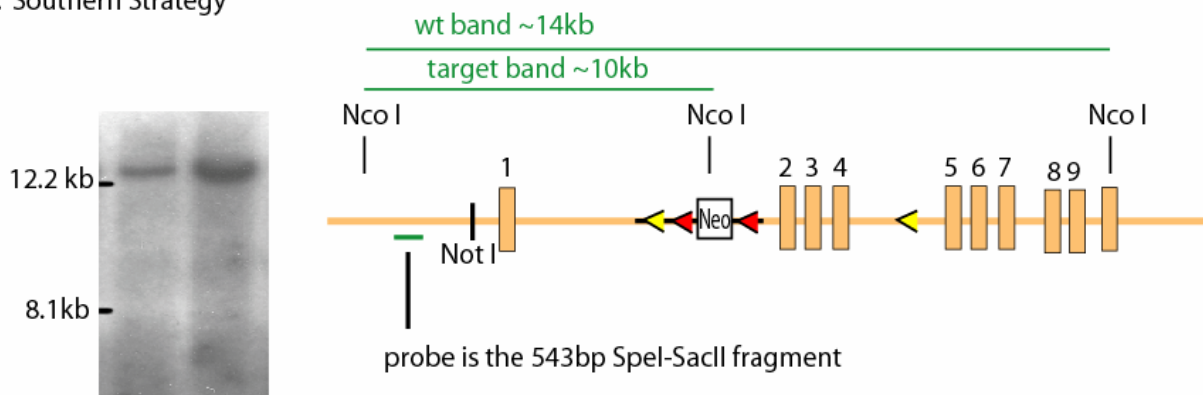 . Southern Strategy
wt band ~14kb
target band ~10kb
Nco I Nco I Nco I
12.2 kb
1 2 3 4 5 6 7 8 9
Neo
Not I
8.1kb
probe is the 543bp SpeI-SacII fragment